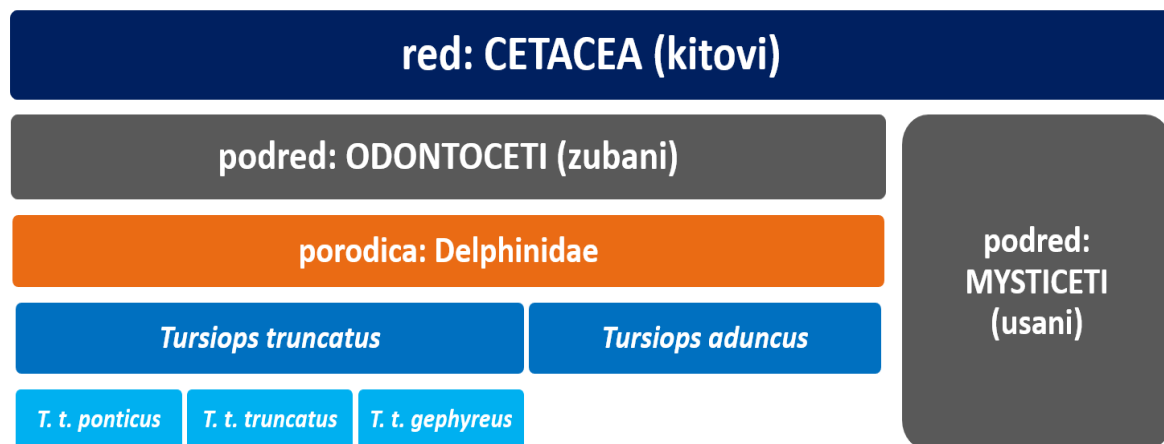 red: CETACEA (kitovi)
podred: ODONTOCETI (zubani)
porodica: Delphinidae
Tursiops truncatus
Tursiops aduncus
T. t. ponticus
T. t. truncatus
T. t. gephyreus
podred:
MYSTICETI
(usani)